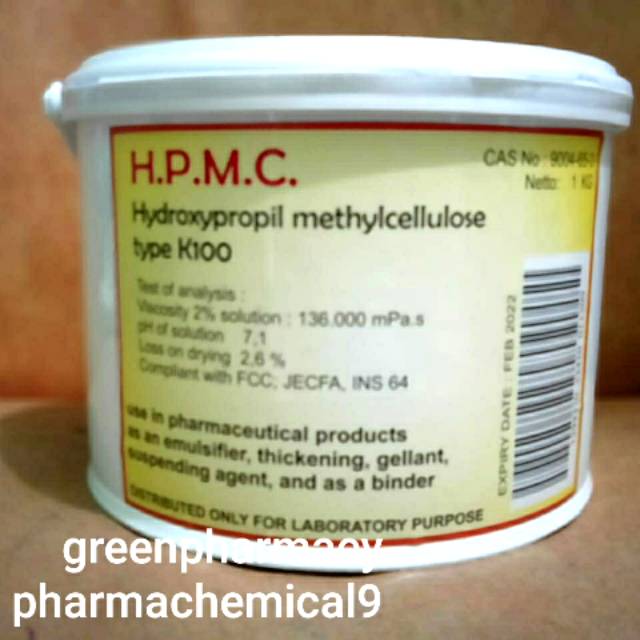 H.P.M.C.
CAS No : 9004-65-3
Netto: 1 KG
Hydroxypropil methylcellulose
type K100
Test of analysis :
Viscosity 2% solution : 136.000 mPa.s
pH of solution 7,1
Loss on drying 2,6 %
Compliant with FCC, JECFA, INS 64
use in pharmaceutical products
as an emulsifier, thickening, gellant,
suspending agent, and as a binder
DISTRIBUTED ONLY FOR LABORATORY PURPOSE
EXPIRY DATE : FEB 2022
greenpharmacy
pharmachemical9